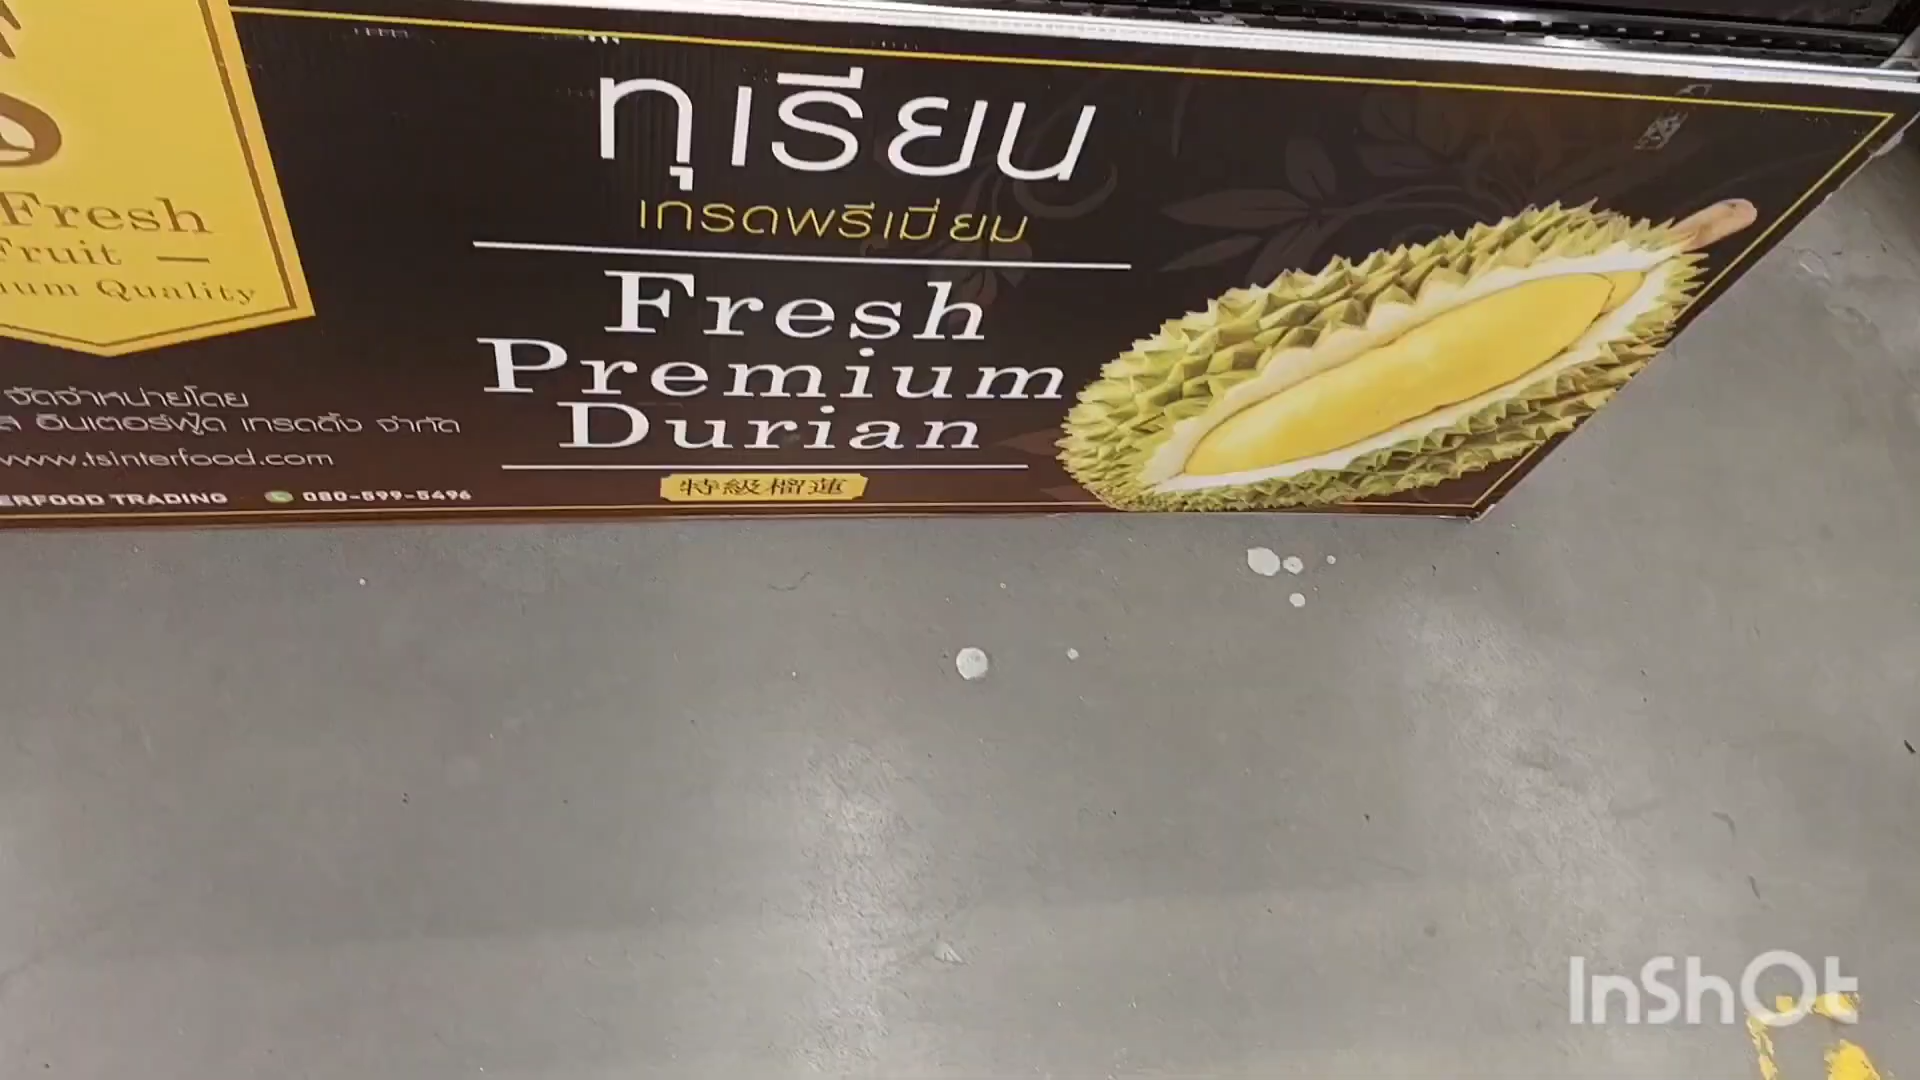 Fresh
Fruit
Quality
จัดจำหน่ายโดย
อินเตอร์ฟู้ด เทรดดิ้ง จำกัด
www.tsinterfood.com
TRADING 080-599-5496
ทุเรียน
เกรดพรีเมี่ยม
Fresh
Premium
Durian
特級榴蓮
InShOt